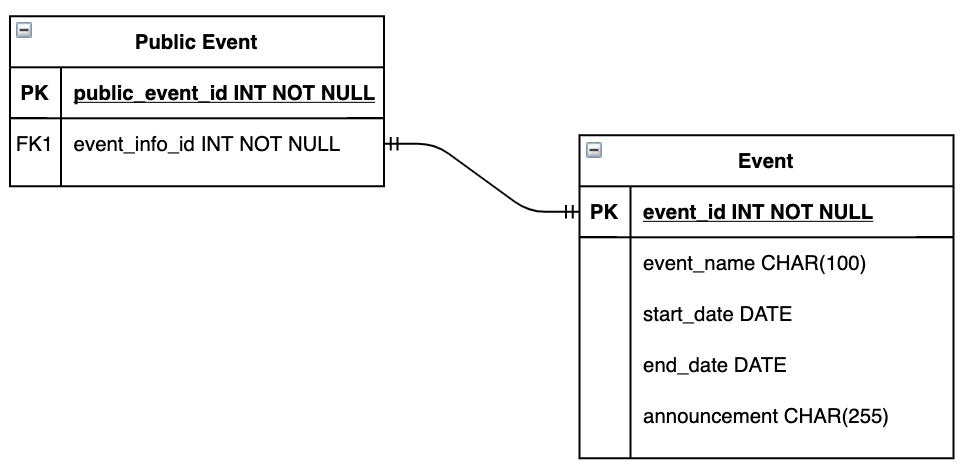 Public Event
PK public_event_id INT NOT NULL
FK1 event_info_id INT NOT NULL
Event
PK event_id INT NOT NULL
event_name CHAR(100)
start_date DATE
end_date DATE
announcement CHAR(255)